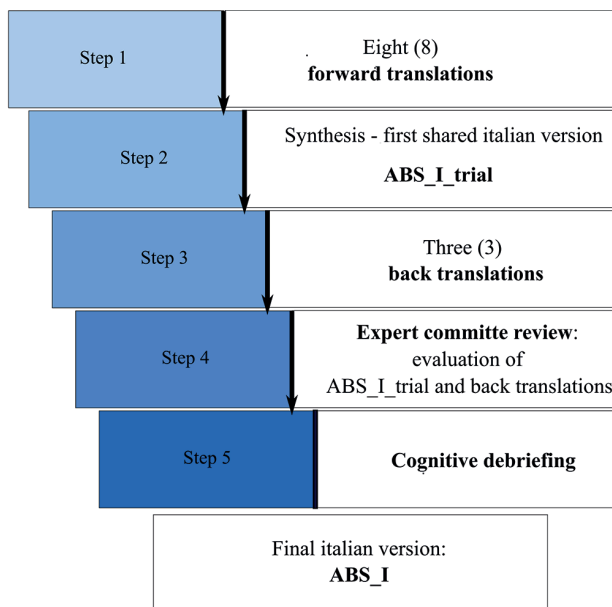 Step 1
Eight (8)
forward translations
Step 2
Synthesis - first shared italian version
ABS_I_trial
Step 3
Three (3)
back translations
Step 4
Expert committe review:
evaluation of
ABS_I_trial and back translations
Step 5
Cognitive debriefing
Final italian version:
ABS_I